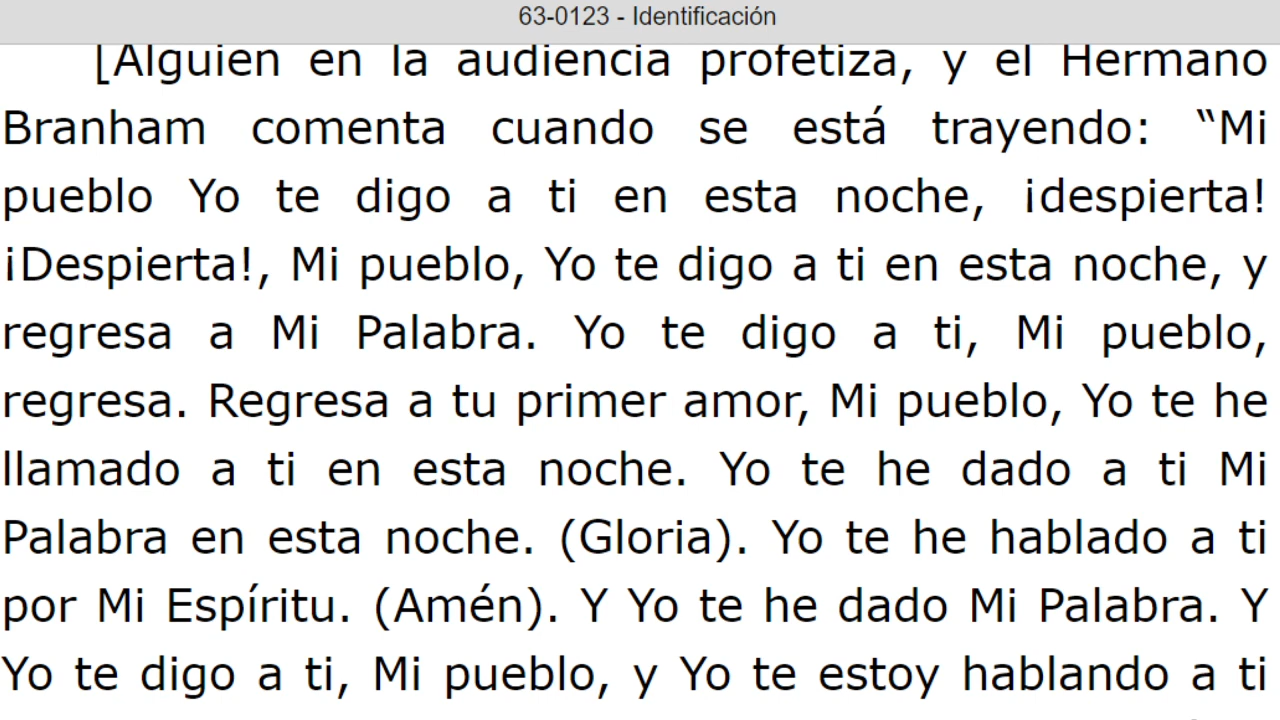 63-0123 - Identificación
[Alguien en la audiencia profetiza, y el Hermano
Branham comenta cuando se está trayendo: “Mi
pueblo Yo te digo a ti en esta noche, ¡despierta!
¡Despierta!, Mi pueblo, Yo te digo a ti en esta noche, y
regresa a Mi Palabra. Yo te digo a ti, Mi pueblo,
regresa. Regresa a tu primer amor, Mi pueblo, Yo te he
llamado a ti en esta noche. Yo te he dado a ti Mi
Palabra en esta noche. (Gloria). Yo te he hablado a ti
por Mi Espíritu. (Amén). Y Yo te he dado Mi Palabra. Y
Yo te digo a ti, Mi pueblo, y Yo te estoy hablando a ti